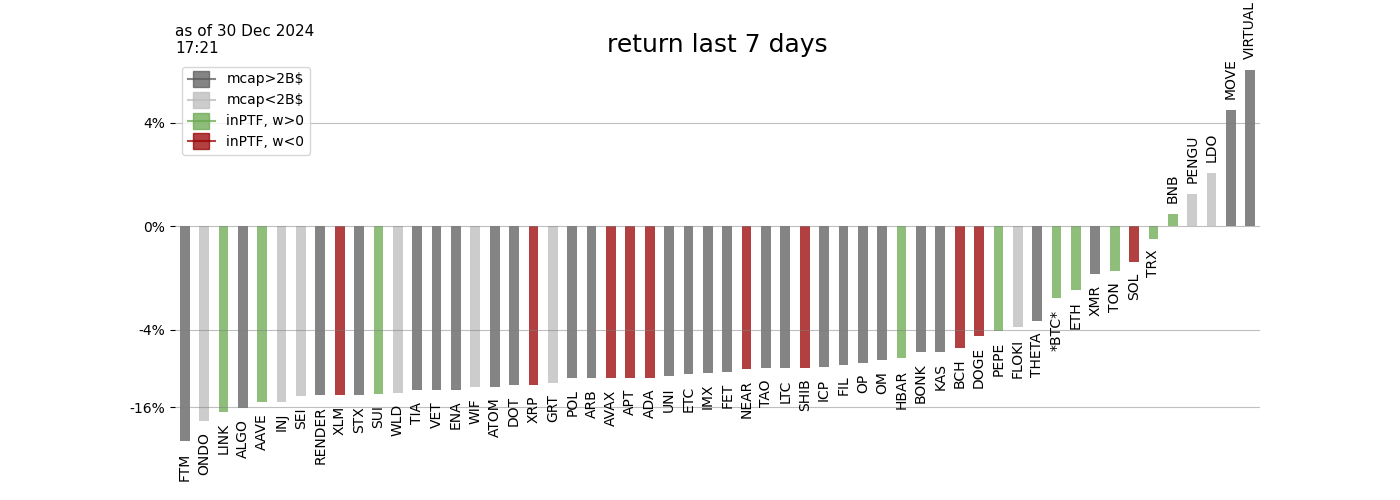 as of 30 Dec 2024
17:21
return last 7 days
mcap>2B$
mcap<2B$
inPTF, w>0
inPTF, w<0
4%
0%
-4%
-16%
FTM
ONDO
LINK
ALGO
AAVE
INJ
SEI
RENDER
XLM
STX
SUI
WLD
TIA
VET
ENA
WIF
ATOM
DOT
XRP
GRT
POL
ARB
AVAX
APT
ADA
UNI
ETC
IMX
FET
NEAR
TAO
LTC
SHIB
ICP
FIL
OP
OM
HBAR
BONK
KAS
BCH
DOGE
PEPE
FLOKI
THETA
*BTC*
ETH
XMR
TON
SOL
TRX
BNB
PENGU
LDO
MOVE
VIRTUAL